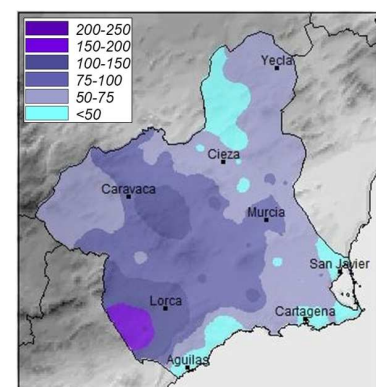 200-250
150-200
100-150
75-100
50-75
<50
Yecla
Cieza
Caravaca
Murcia
San Javier
Lorca
Cartagena
Aguilas